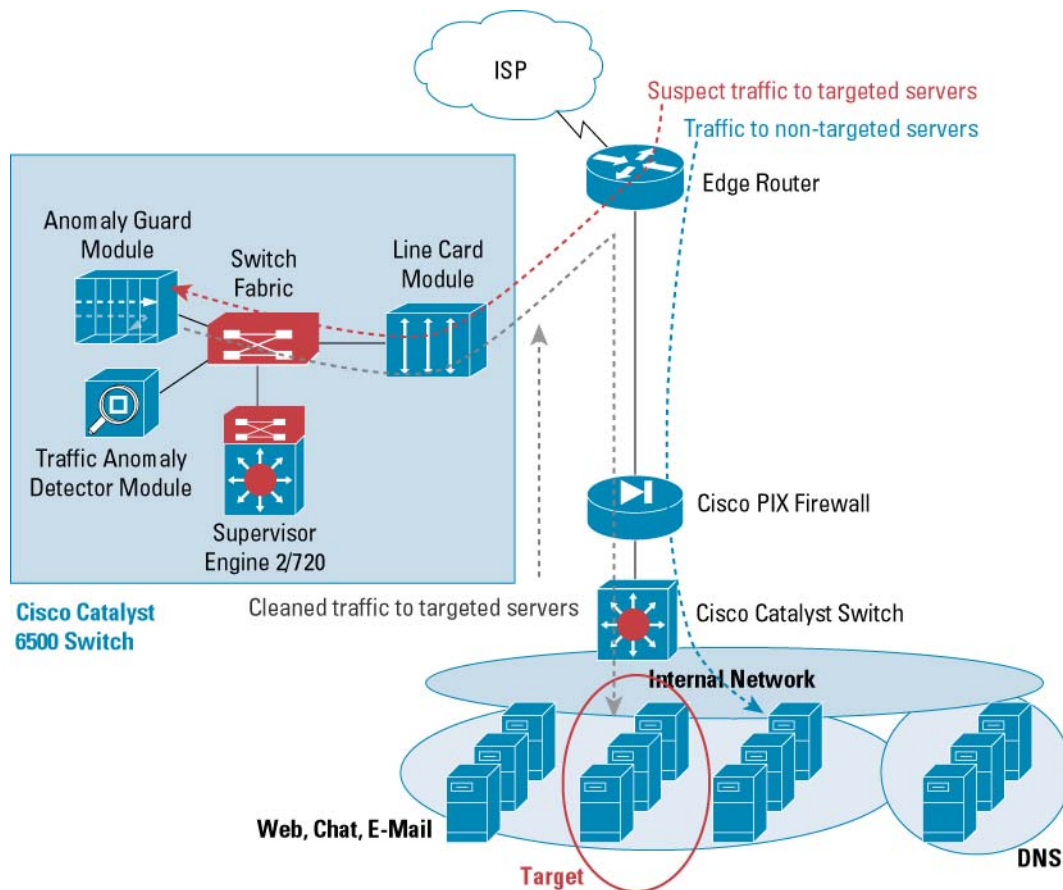 ISP
Suspect traffic to targeted servers
Traffic to non-targeted servers
Edge Router
Anomaly Guard
Module
Switch
Fabric
Line Card
Module
Traffic Anomaly
Detector Module
Supervisor
Engine 2/720
Cisco Catalyst
6500 Switch
Cleaned traffic to targeted servers
Cisco PIX Firewall
Cisco Catalyst Switch
Internal Network
Web, Chat, E-Mail
Target
DNS